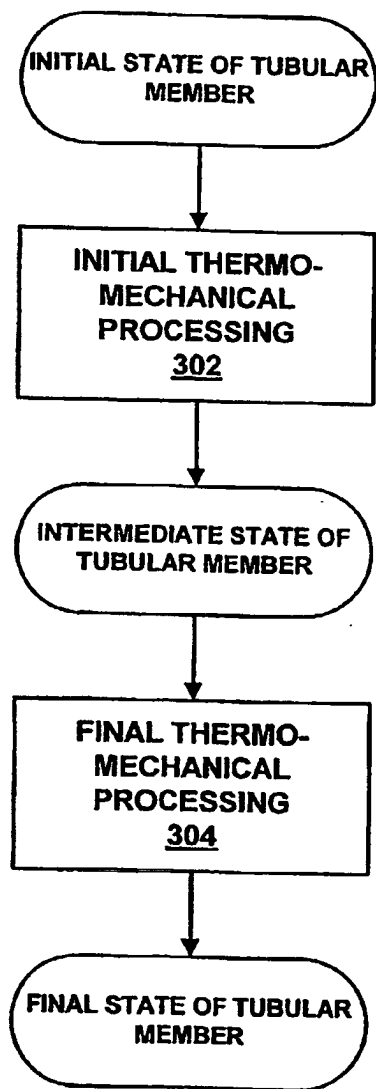 INITIAL STATE OF TUBULAR
MEMBER
INITIAL THERMO-
MECHANICAL
PROCESSING
302
INTERMEDIATE STATE OF
TUBULAR MEMBER
FINAL THERMO-
MECHANICAL
PROCESSING
304
FINAL STATE OF TUBULAR
MEMBER